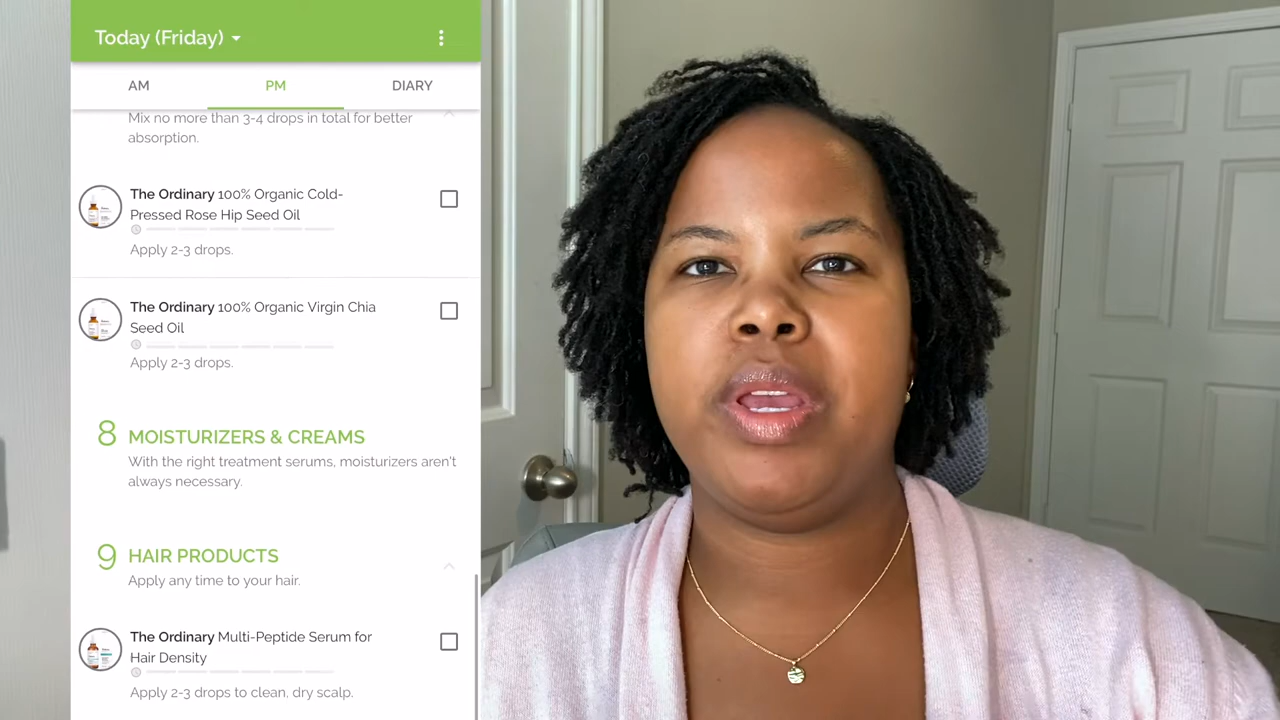 Today (Friday)
AM
PM
DIARY
Mix no more than 3-4 drops in total for better
absorption.
The Ordinary 100% Organic Cold-
Pressed Rose Hip Seed Oil
Apply 2-3 drops.
The Ordinary 100% Organic Virgin Chia
Seed Oil
Apply 2-3 drops.
8 MOISTURIZERS & CREAMS
With the right treatment serums, moisturizers aren't
always necessary.
9 HAIR PRODUCTS
Apply any time to your hair.
The Ordinary Multi-Peptide Serum for
Hair Density
Apply 2-3 drops to clean, dry scalp.